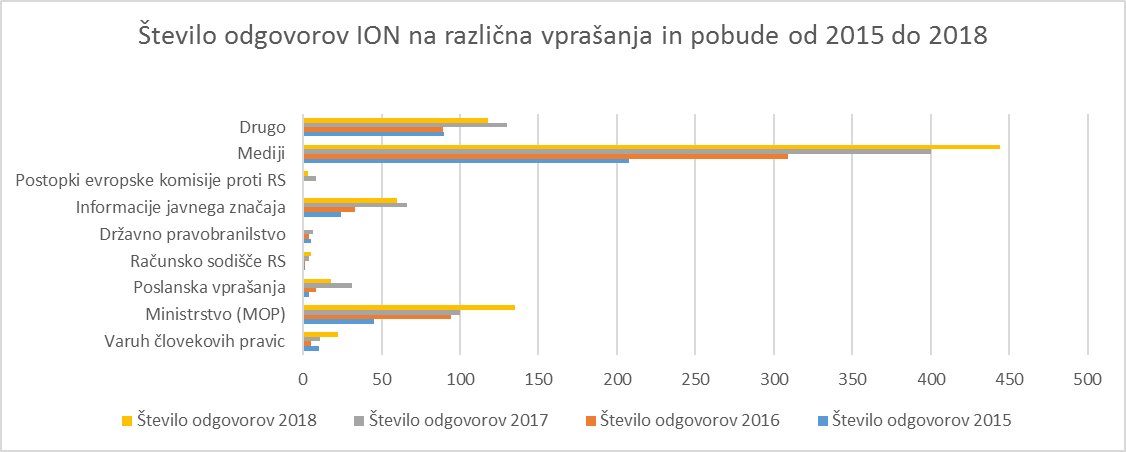 Število odgovorov ION na različna vprašanja in pobude od 2015 do 2018
Drugo
Mediji
Postopki evropske komisije proti RS
Informacije javnega značaja
Državno pravobranilstvo
Računsko sodišče RS
Poslanska vprašanja
Ministrstvo (MOP)
Varuh človekovih pravic
0 50 100 150 200 250 300 350 400 450 500
Število odgovorov 2018 Število odgovorov 2017 Število odgovorov 2016 Število odgovorov 2015